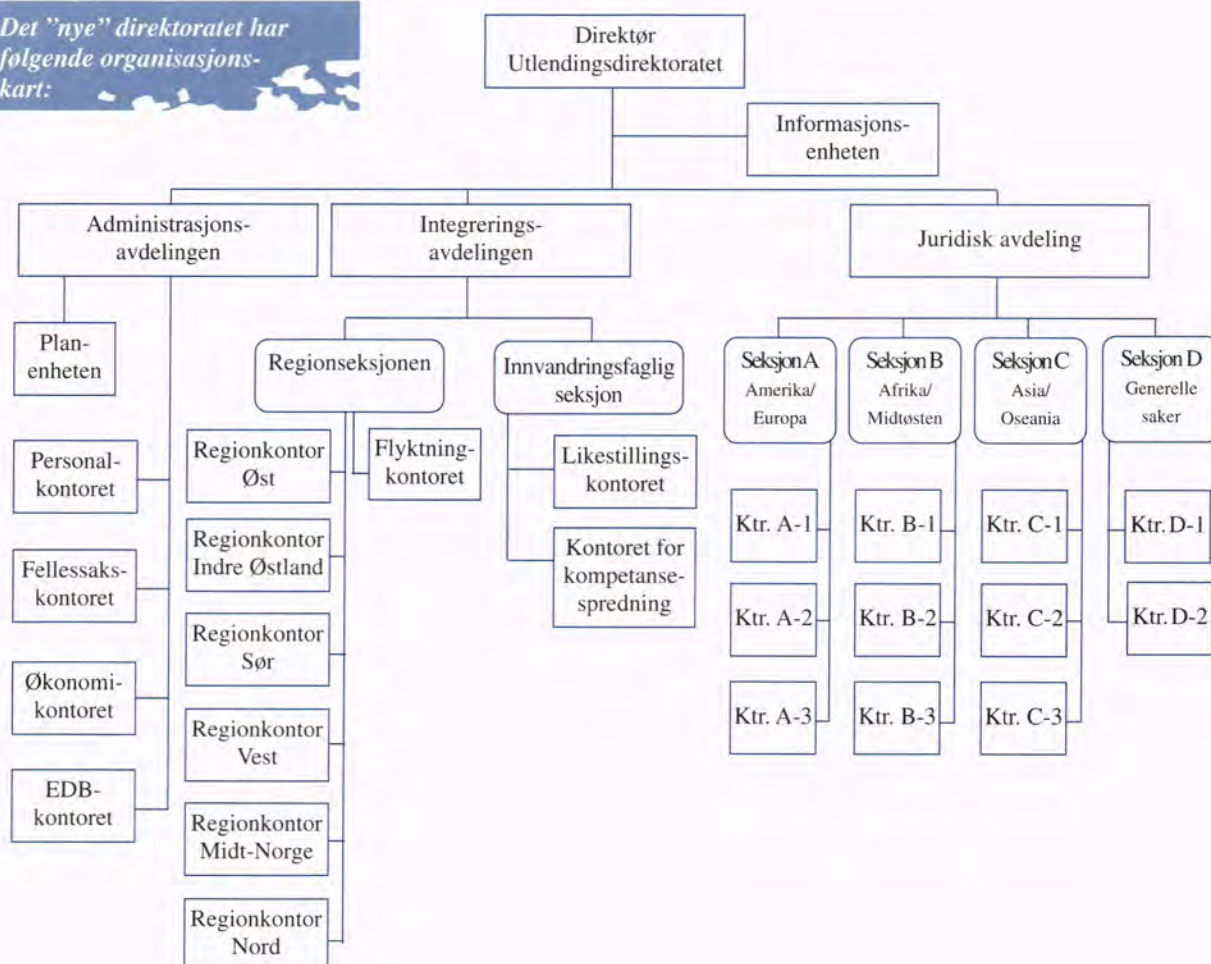 Det ”nye” direktoratet har
følgende organisasjons-
kart:
Direktør
Utlendingsdirektoratet
Informasjons-
enheten
Administrasjons-
avdelingen
Integrerings-
avdelingen
Juridisk avdeling
Plan-
enheten
Personal-
kontoret
Fellessaks-
kontoret
Økonomi-
kontoret
EDB-
kontoret
Regionseksjonen
Innvandringsfaglig
seksjon
Regionkontor
Øst
Flyktning-
kontoret
Regionkontor
Indre Østland
Regionkontor
Sør
Regionkontor
Vest
Regionkontor
Midt-Norge
Regionkontor
Nord
Likestillings-
kontoret
Kontoret for
kompetanse-
spredning
Seksjon A
Amerika/
Europa
Ktr. A-1
Ktr. A-2
Ktr. A-3
Seksjon B
Afrika/
Midtøsten
Ktr. B-1
Ktr. B-2
Ktr. B-3
Seksjon C
Asia/
Oseania
Ktr. C-1
Ktr. C-2
Ktr. C-3
Seksjon D
Generelle
saker
Ktr. D-1
Ktr. D-2